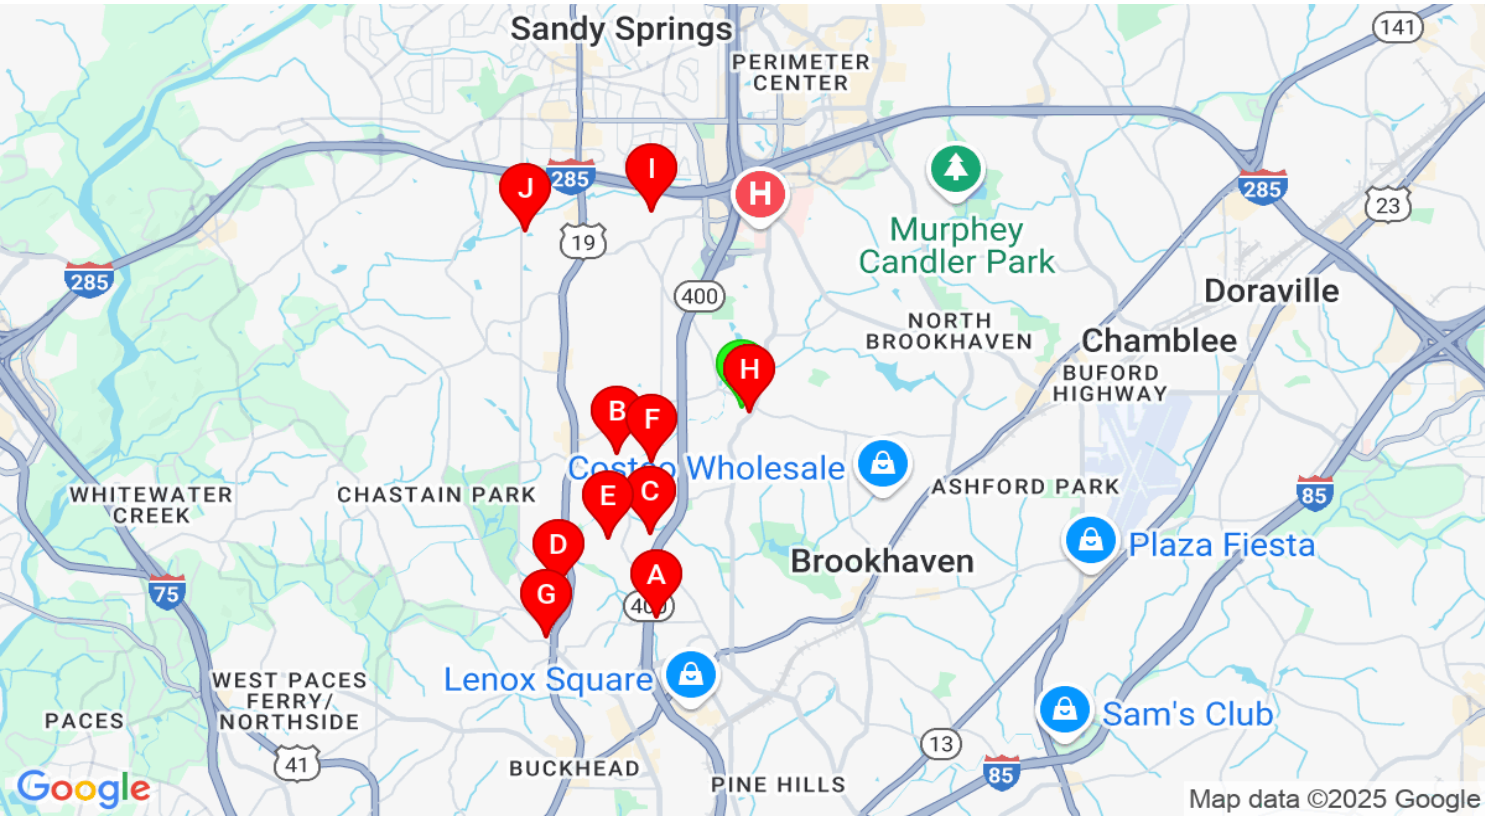 Sandy Springs
141
PERIMETER
CENTER
I
285
J
H
285
23
19
Murphey
Candler Park
285
400
Doraville
NORTH
BROOKHAVEN
Chamblee
H
BUFORD
HIGHWAY
B
F
Costco Wholesale
E
C
WHITEWATER
CREEK
CHASTAIN PARK
ASHFORD PARK
85
D
Brookhaven
Plaza Fiesta
A
75
G
400
Lenox Square
WEST PACES
FERRY/
NORTHSIDE
PACES
Sam's Club
13
41
BUCKHEAD
85
PINE HILLS
Google
Map data ©2025 Google